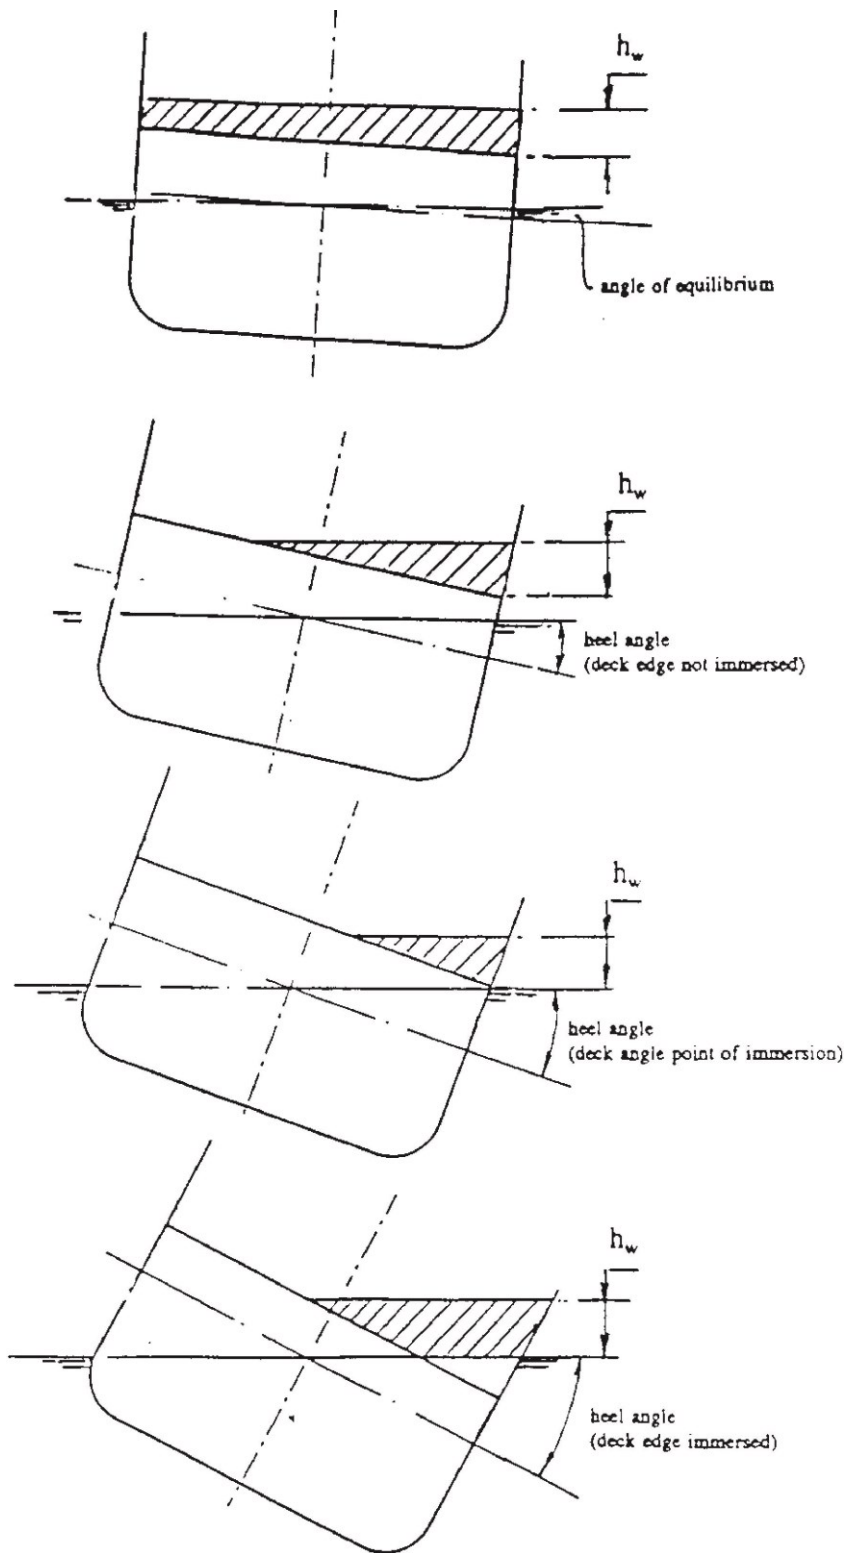 h_w
angle of equilibrium
h_w
heel angle
(deck edge not immersed)
h_w
heel angle
(deck angle point of immersion)
h_w
heel angle
(deck edge immersed)